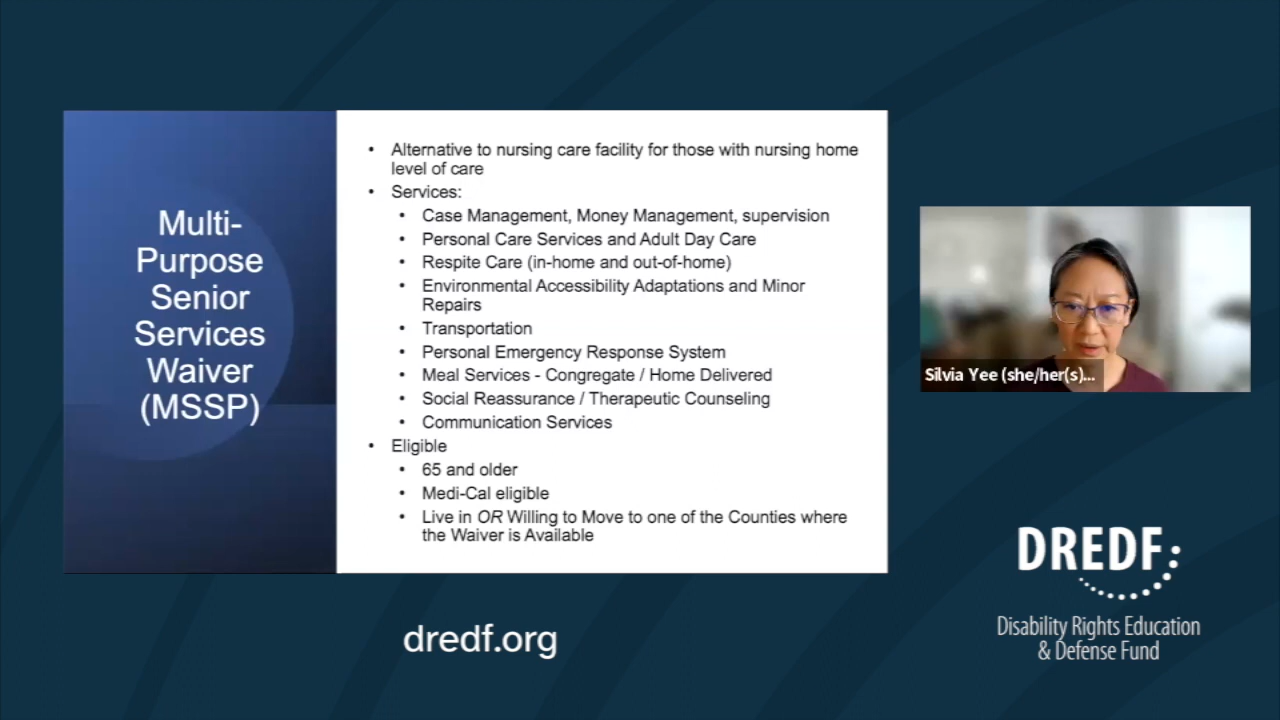 Multi-
Purpose
Senior
Services
Waiver
(MSSP)
• Alternative to nursing care facility for those with nursing home
level of care
• Services:
• Case Management, Money Management, supervision
• Personal Care Services and Adult Day Care
• Respite Care (in-home and out-of-home)
• Environmental Accessibility Adaptations and Minor
Repairs
• Transportation
• Personal Emergency Response System
• Meal Services - Congregate / Home Delivered
• Social Reassurance / Therapeutic Counseling
• Communication Services
• Eligible
• 65 and older
• Medi-Cal eligible
• Live in OR Willing to Move to one of the Counties where
the Waiver is Available
Silvia Yee (she/her(s)...
dredf.org
DREDF
Disability Rights Education
& Defense Fund